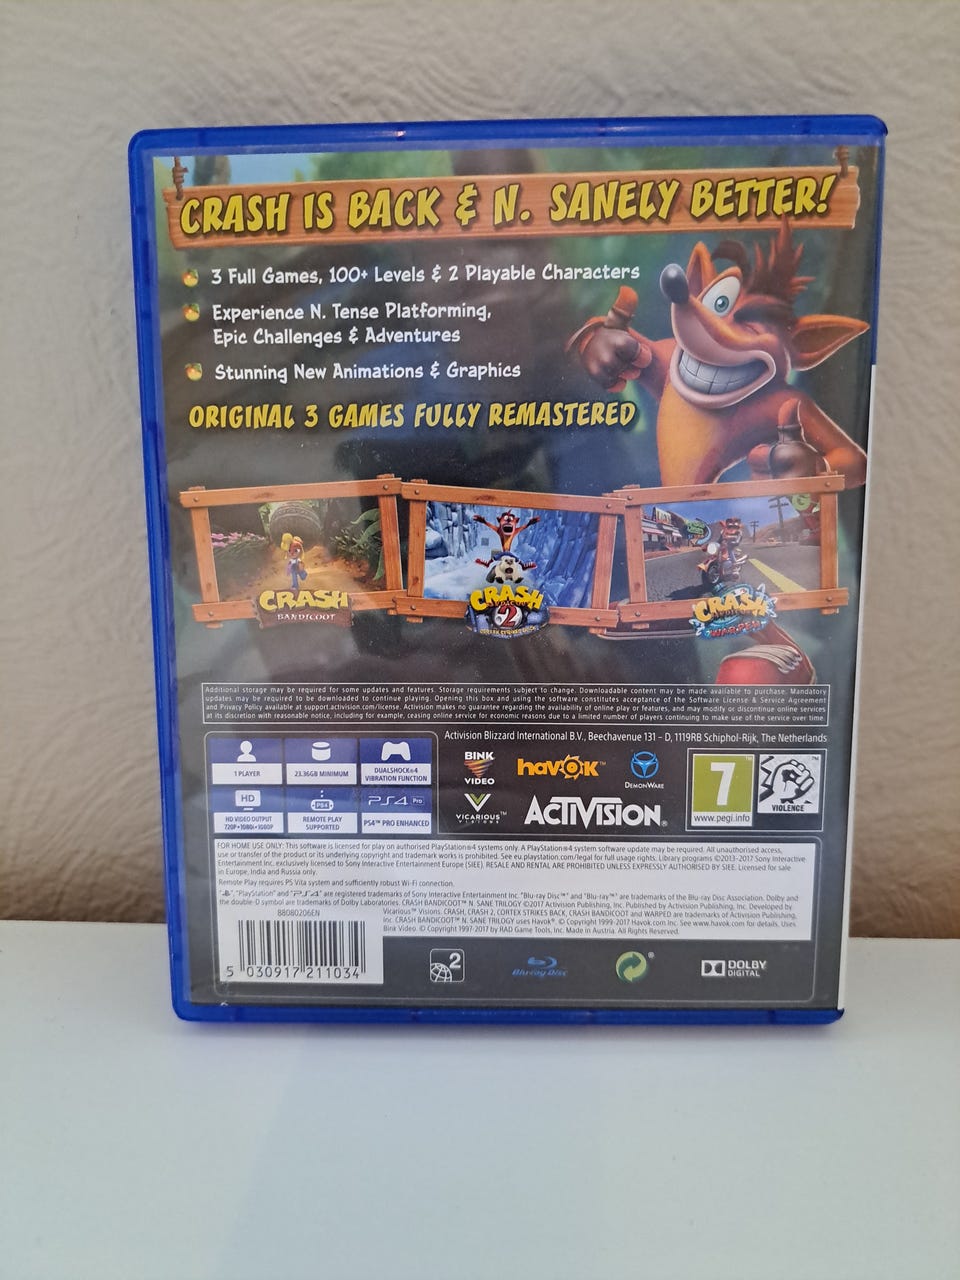 CRASH IS BACK & N. SANELY BETTER!
3 Full Games, 100+ Levels & 2 Playable Characters
Experience N. Tense Platforming,
Epic Challenges & Adventures
Stunning New Animations & Graphics
ORIGINAL 3 GAMES FULLY REMASTERED
CRASH
BANDICOOT
CRASH
2
CRASH
WARPED
Additional storage may be required for some updates and features. Storage requirements subject to change. Downloadable content may be made available to purchase. Mandatory
updates may be required to be downloaded to continue playing. Opening this box and using the software constitutes acceptance of the Software License & Service Agreement
and Privacy Policy available at support.activision.com/license. Activision makes no guarantee regarding the availability of online play or features, and may modify or discontinue online services
at its discretion with reasonable notice, including for example, ceasing online service for economic reasons due to a limited number of players continuing to make use of the service over time.
Activision Blizzard International B.V., Beechavenue 131 - D, 1119RB Schiphol-Rijk, The Netherlands
1 PLAYER
23.36GB MINIMUM
DUALSHOCK®4
VIBRATION FUNCTION
HD
HD VIDEO OUTPUT
720P•1080i•1080P
PS4
REMOTE PLAY
SUPPORTED
PS4 Pro
PS4™ PRO ENHANCED
BINK
VIDEO
havok™
DEMONWARE
VICARIOUS™
VISIONS
ACTIVISION®
7
www.pegi.info
VIOLENCE
FOR HOME USE ONLY: This software is licensed for play on authorised PlayStation®4 systems only. A PlayStation®4 system software update may be required. All unauthorised access,
use or transfer of the product or its underlying copyright and trademark works is prohibited. See eu.playstation.com/legal for full usage rights. Library programs ©2013-2017 Sony Interactive
Entertainment Inc. exclusively licensed to Sony Interactive Entertainment Europe (SIEE). RESALE AND RENTAL ARE PROHIBITED UNLESS EXPRESSLY AUTHORISED BY SIEE. Licensed for sale
in Europe, India and Russia only.
Remote Play requires PS Vita system and sufficiently robust Wi-Fi connection.
"PlayStation" and "PS4" are registered trademarks of Sony Interactive Entertainment Inc. "Blu-ray Disc™" and "Blu-ray™" are trademarks of the Blu-ray Disc Association. Dolby and
the double-D symbol are trademarks of Dolby Laboratories. CRASH BANDICOOT™ N. SANE TRILOGY ©2017 Activision Publishing, Inc. Published by Activision Publishing, Inc. Developed by
Vicarious™ Visions. CRASH, CRASH 2, CORTEX STRIKES BACK, CRASH BANDICOOT and WARPED are trademarks of Activision Publishing,
Inc. CRASH BANDICOOT™ N. SANE TRILOGY uses Havok®. © Copyright 1999-2017 Havok.com Inc. See www.havok.com for details. Uses
Bink Video. © Copyright 1997-2017 by RAD Game Tools, Inc. Made in Austria. All Rights Reserved.
88080206EN
5 030917 211034
2
Blu-ray Disc
DOLBY
DIGITAL